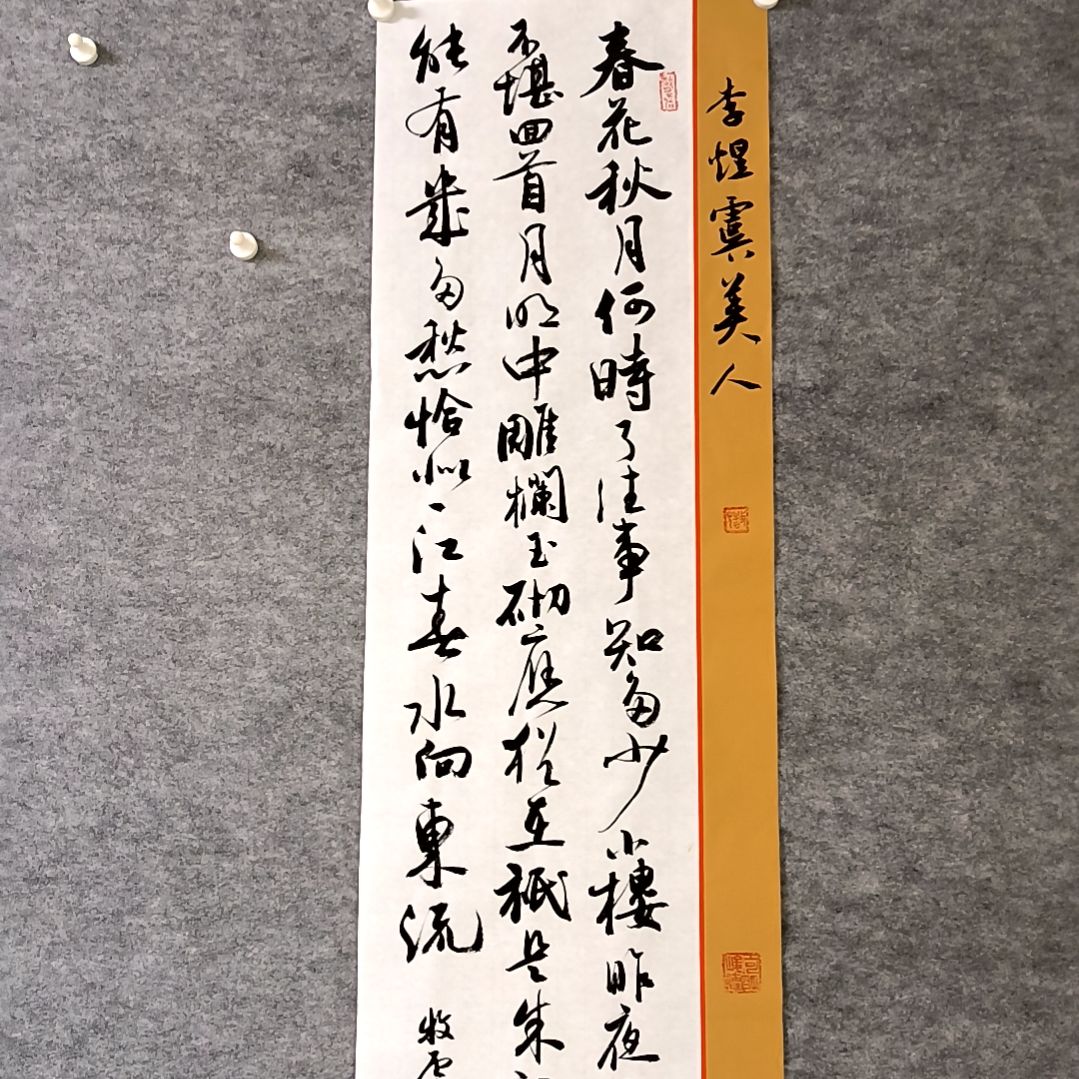 李煜虞美人
春花秋月何時了往事知多少小樓昨夜
不堪回首月明中雕欄玉砌應猶在祇是朱
能有幾多愁恰似一江春水向東流